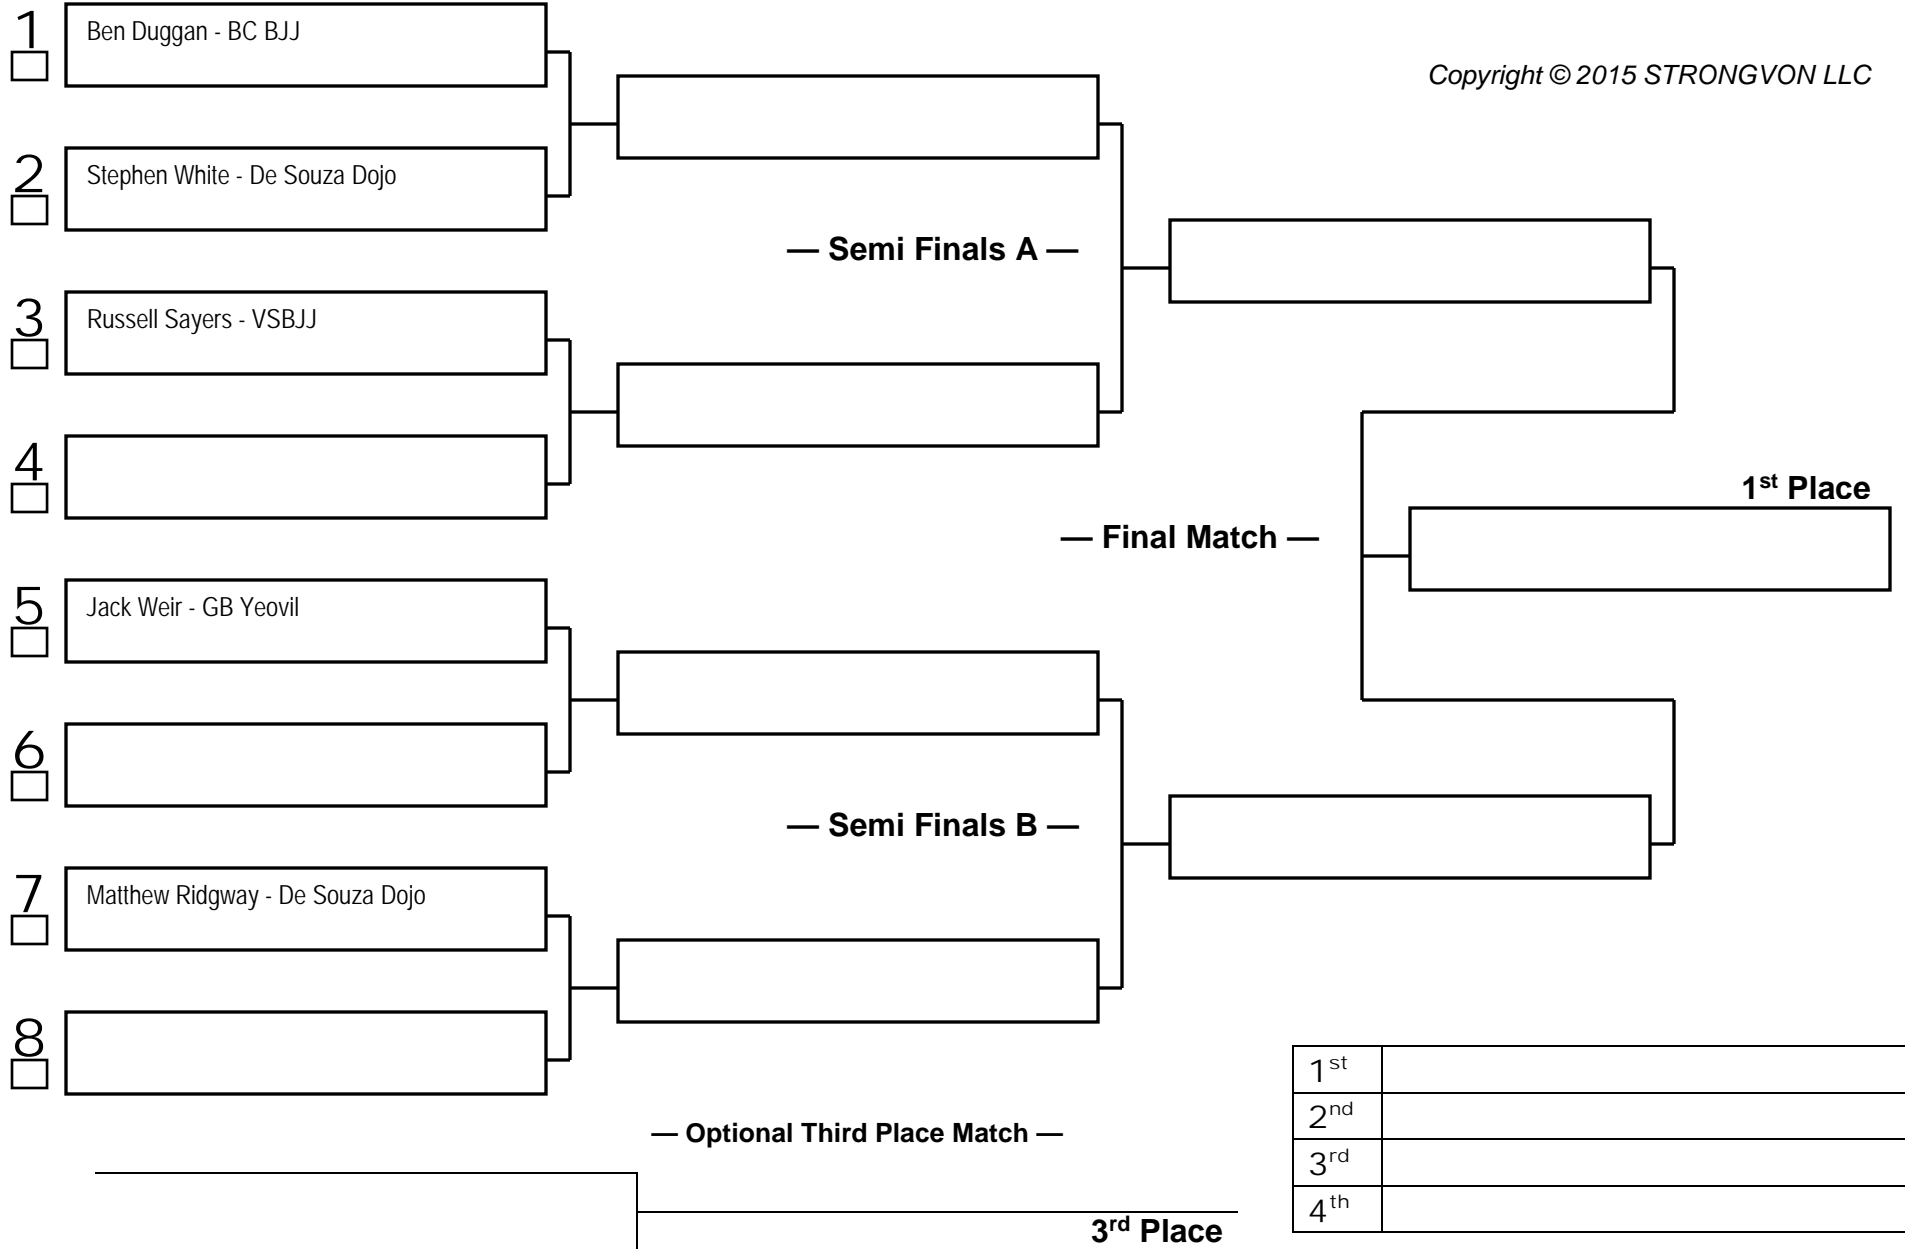 1
Ben Duggan - BC BJJ
Copyright © 2015 STRONGVON LLC
2
Stephen White - De Souza Dojo
— Semi Finals A —
3
Russell Sayers - VSBJJ
4
1st Place
— Final Match —
5
Jack Weir - GB Yeovil
6
— Semi Finals B —
7
Matthew Ridgway - De Souza Dojo
8
— Optional Third Place Match —
3rd Place
1st
2nd
3rd
4th